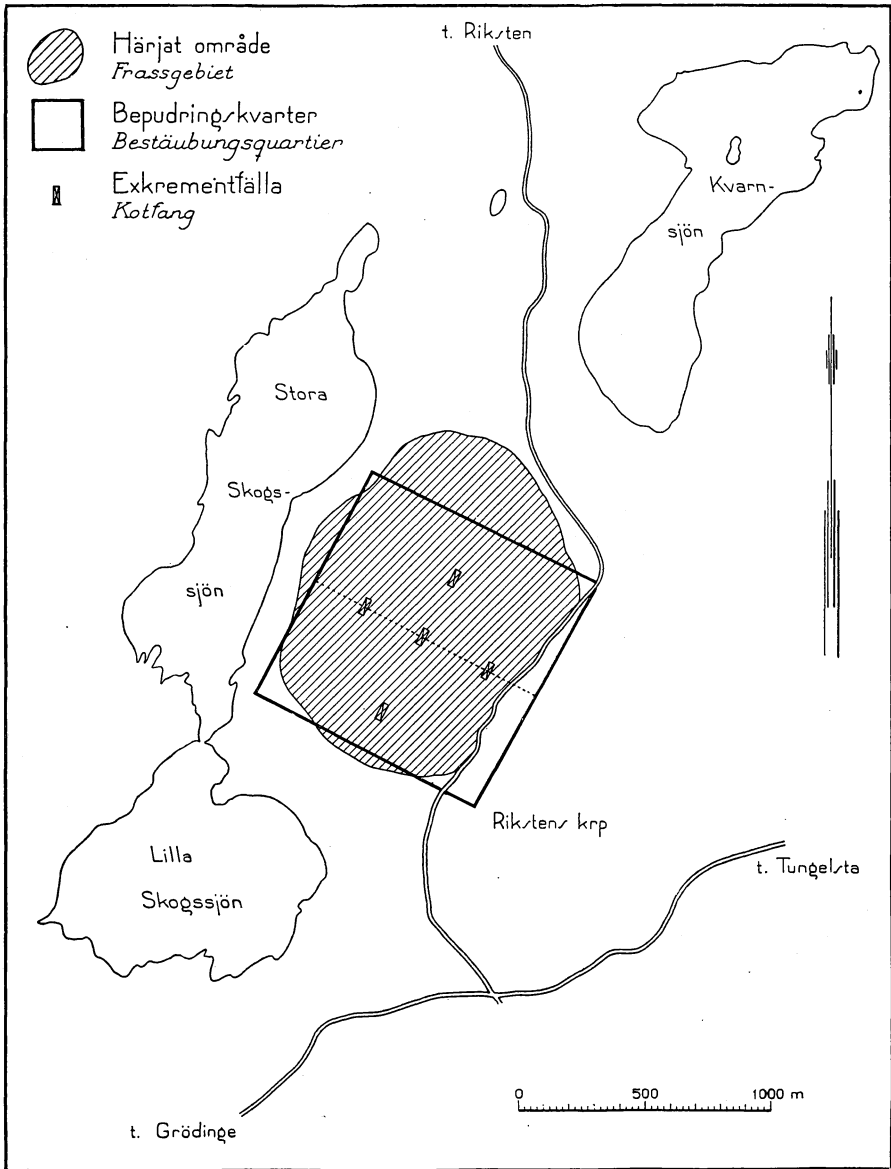 t. Riksten
Härjat område
Frassgebiet
Bepudringskvarter
Bestäubungsquartier
Exkrementfälla
Kotfang
Kvarn-
sjön
Stora
Skogs-
sjön
Rikstens krp
Lilla
Skogssjön
t. Tungelsta
0 500 1000 m
t. Grödinge